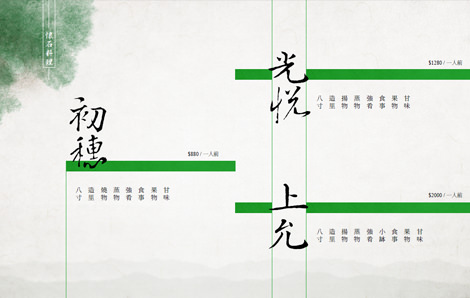 懷石料理
初穗
$880 / 一人前
八寸 造里 燒物 蒸物 強肴 食事 果物 甘味
光悅
$1280 / 一人前
八寸 造里 揚物 蒸物 強肴 食事 果物 甘味
上允
$2000 / 一人前
八寸 造里 揚物 蒸物 強肴 小鉢 食事 果物 甘味